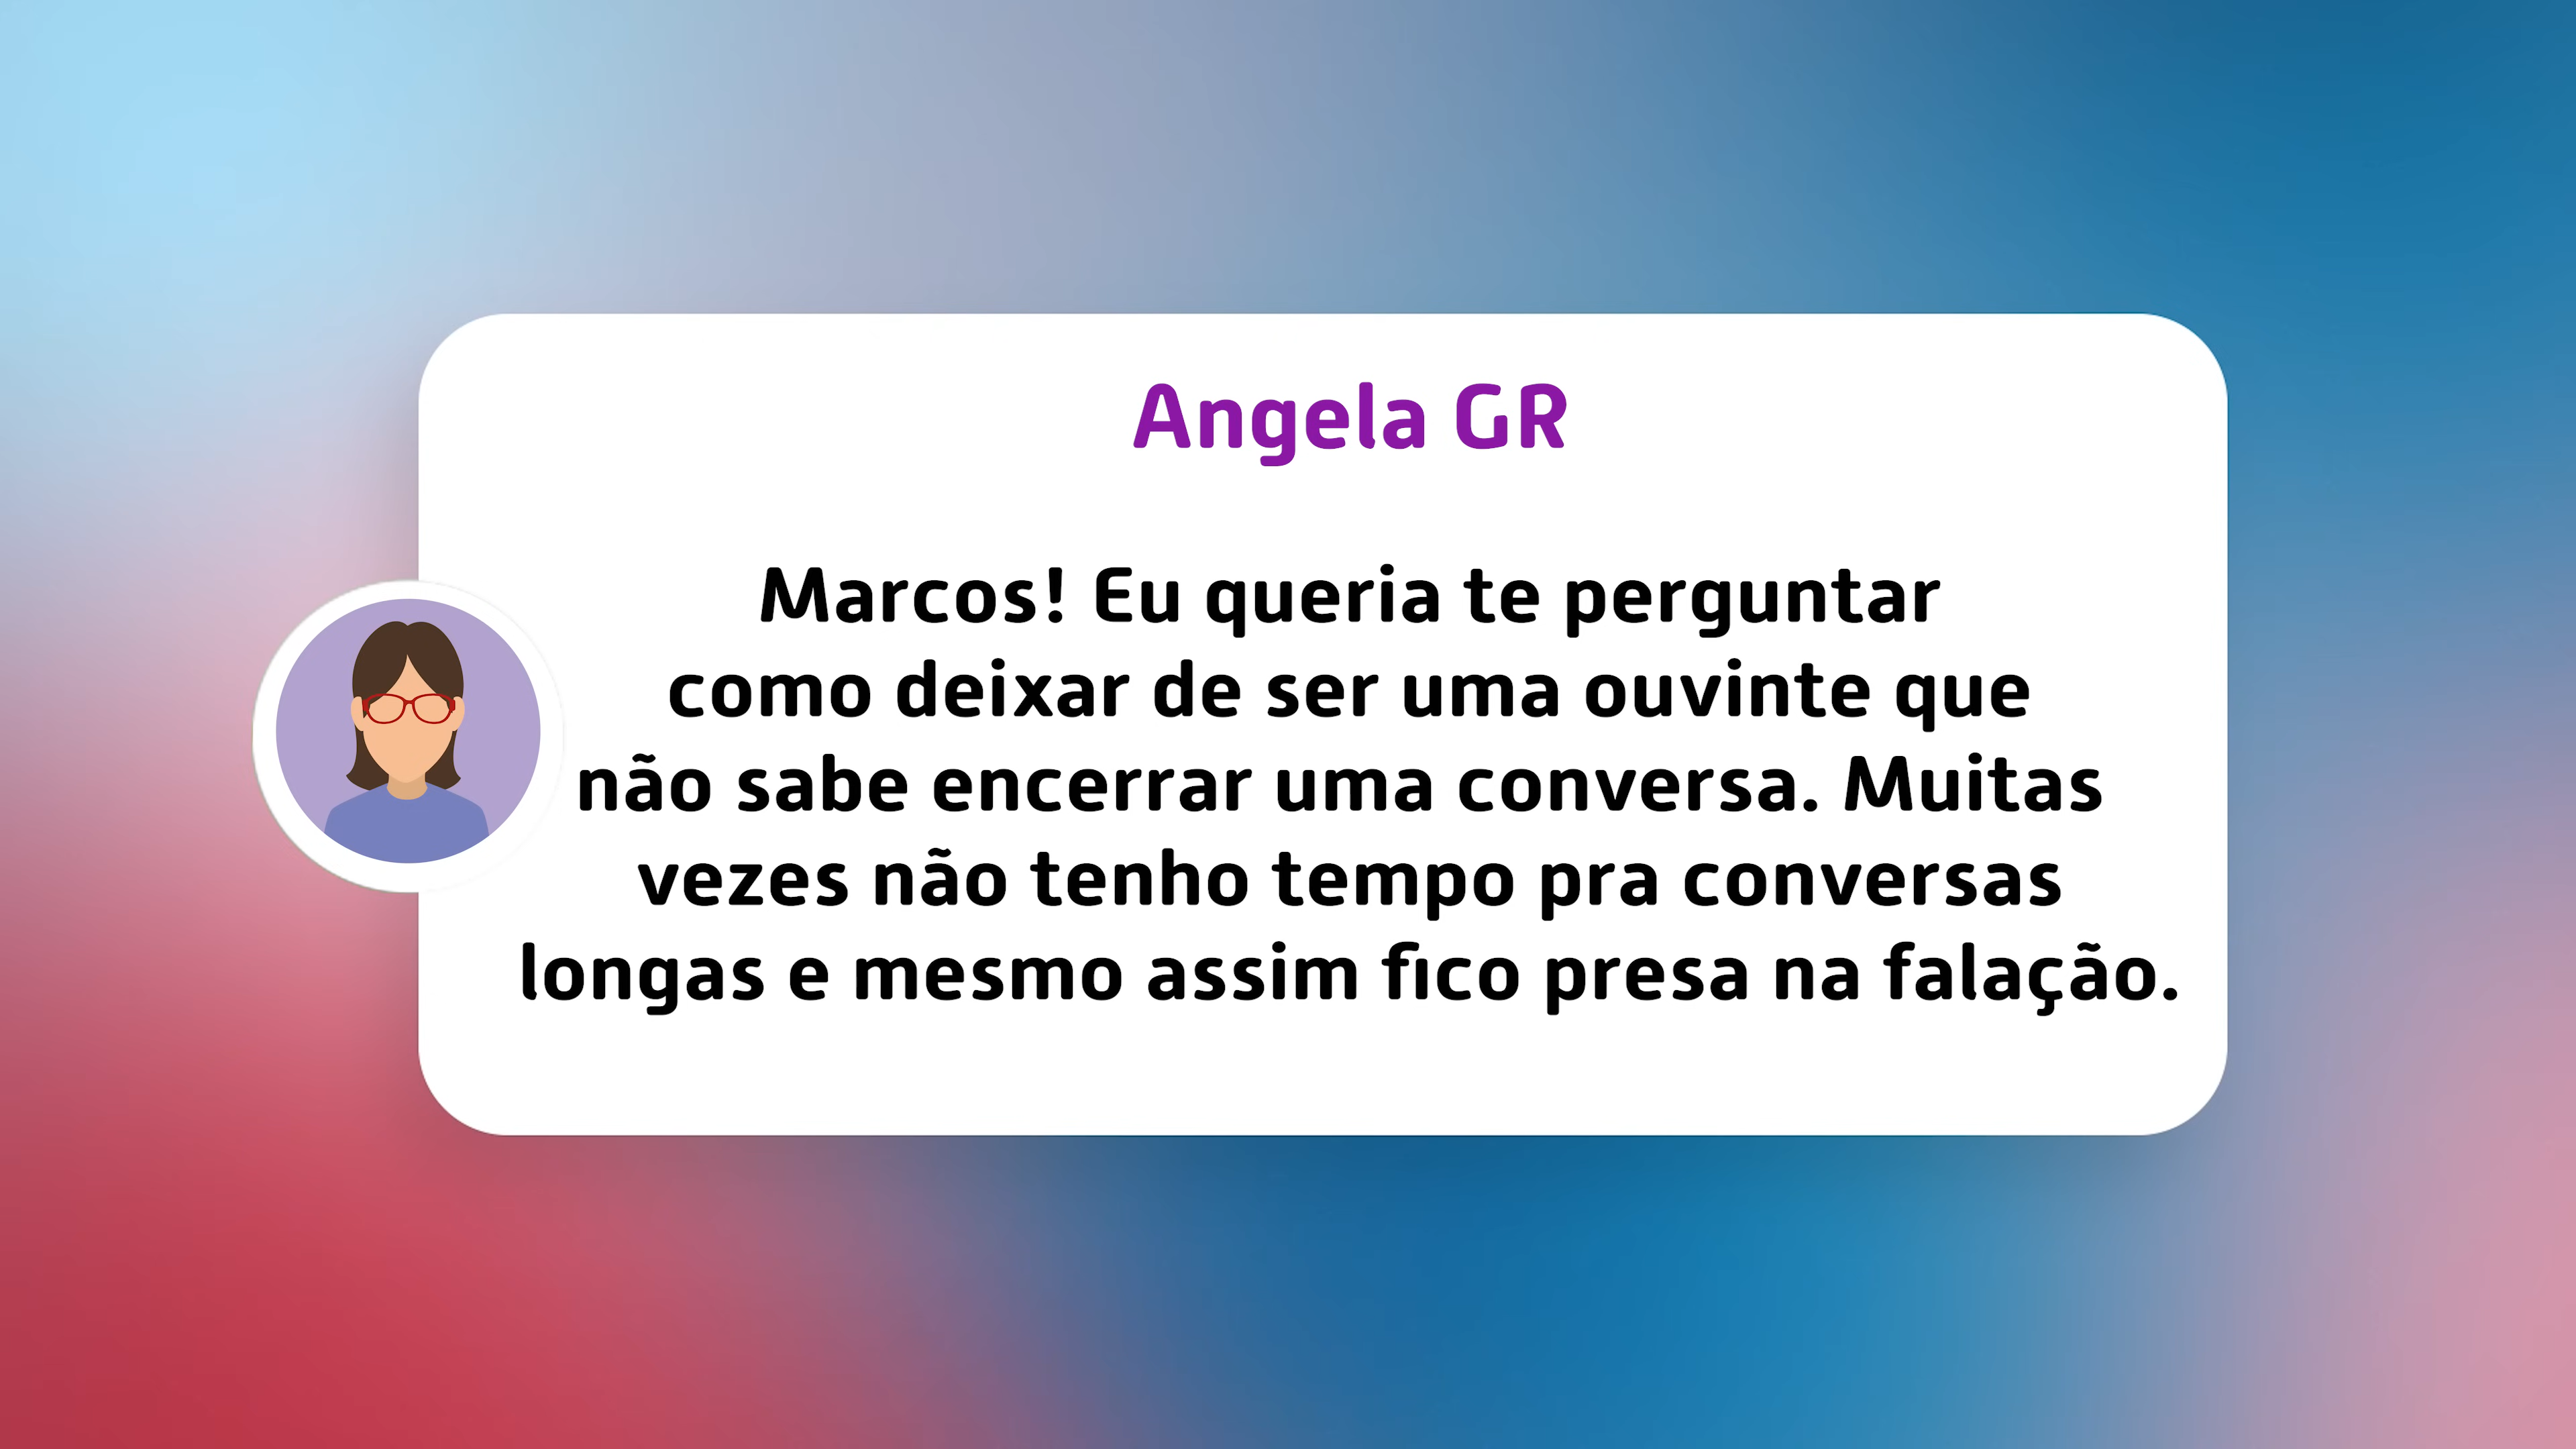 Angela GR
Marcos! Eu queria te perguntar
como deixar de ser uma ouvinte que
não sabe encerrar uma conversa. Muitas
vezes não tenho tempo pra conversas
longas e mesmo assim fico presa na falação.